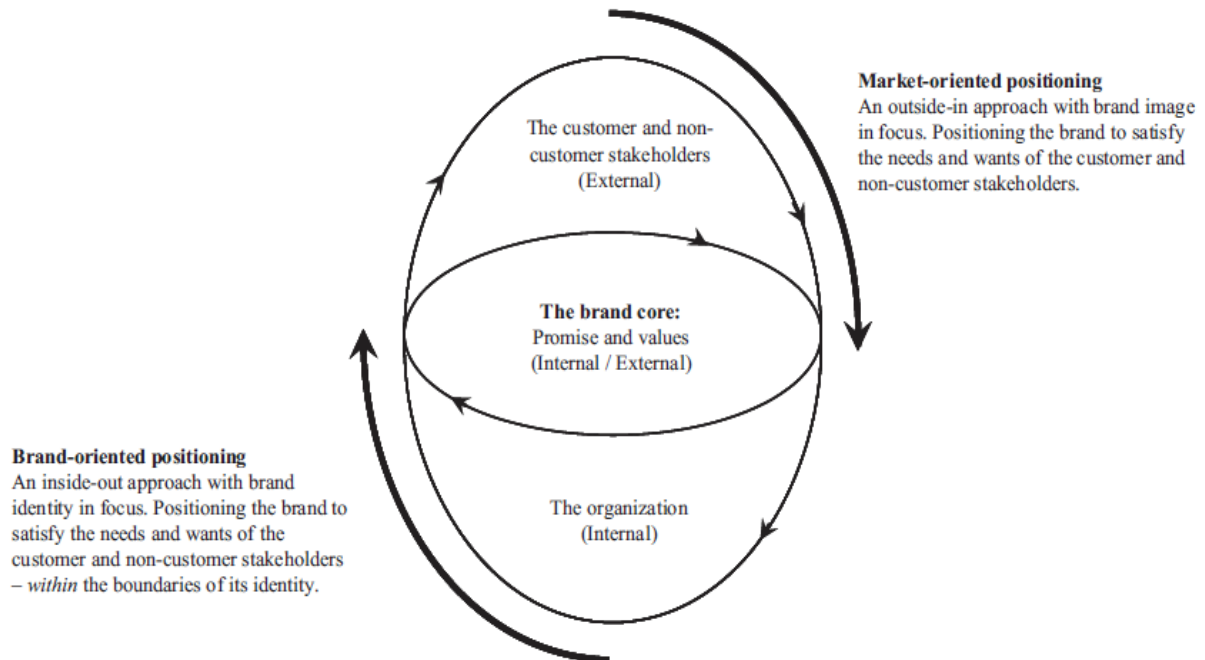 Market-oriented positioning
An outside-in approach with brand image
in focus. Positioning the brand to satisfy
the needs and wants of the customer and
non-customer stakeholders.
The customer and non-
customer stakeholders
(External)
The brand core:
Promise and values
(Internal / External)
Brand-oriented positioning
An inside-out approach with brand
identity in focus. Positioning the brand to
satisfy the needs and wants of the
customer and non-customer stakeholders
– within the boundaries of its identity.
The organization
(Internal)